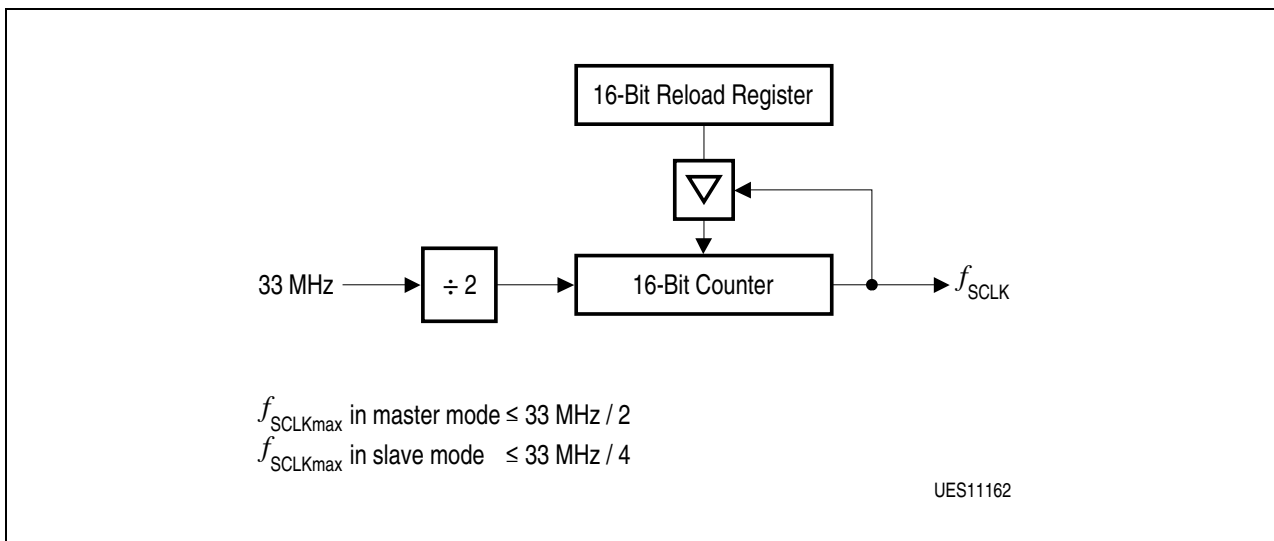 16-Bit Reload Register
33 MHz
÷ 2
16-Bit Counter
fSCLK
fSCLKmax in master mode ≤ 33 MHz / 2
fSCLKmax in slave mode ≤ 33 MHz / 4
UES11162